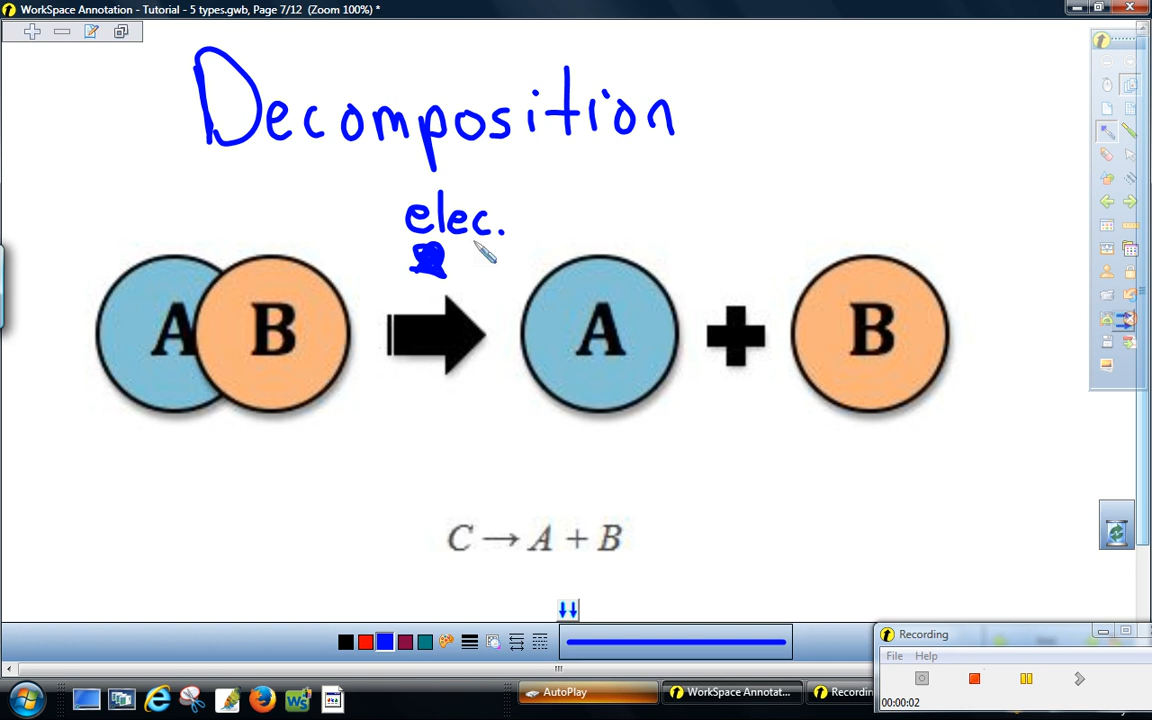 WorkSpace Annotation - Tutorial - 5 types.gwb, Page 7/12 (Zoom 100%) *
Decomposition
elec.
A B A B
C → A + B
Recording
File Help
00:00:02
AutoPlay WorkSpace Annotat... Recordin